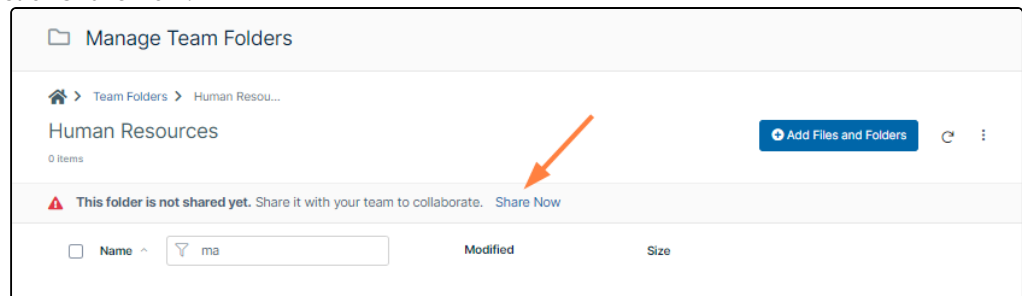 Manage Team Folders
Team Folders > Human Resou...
Human Resources
0 items
Add Files and Folders
This folder is not shared yet. Share it with your team to collaborate. Share Now
Name ma Modified Size